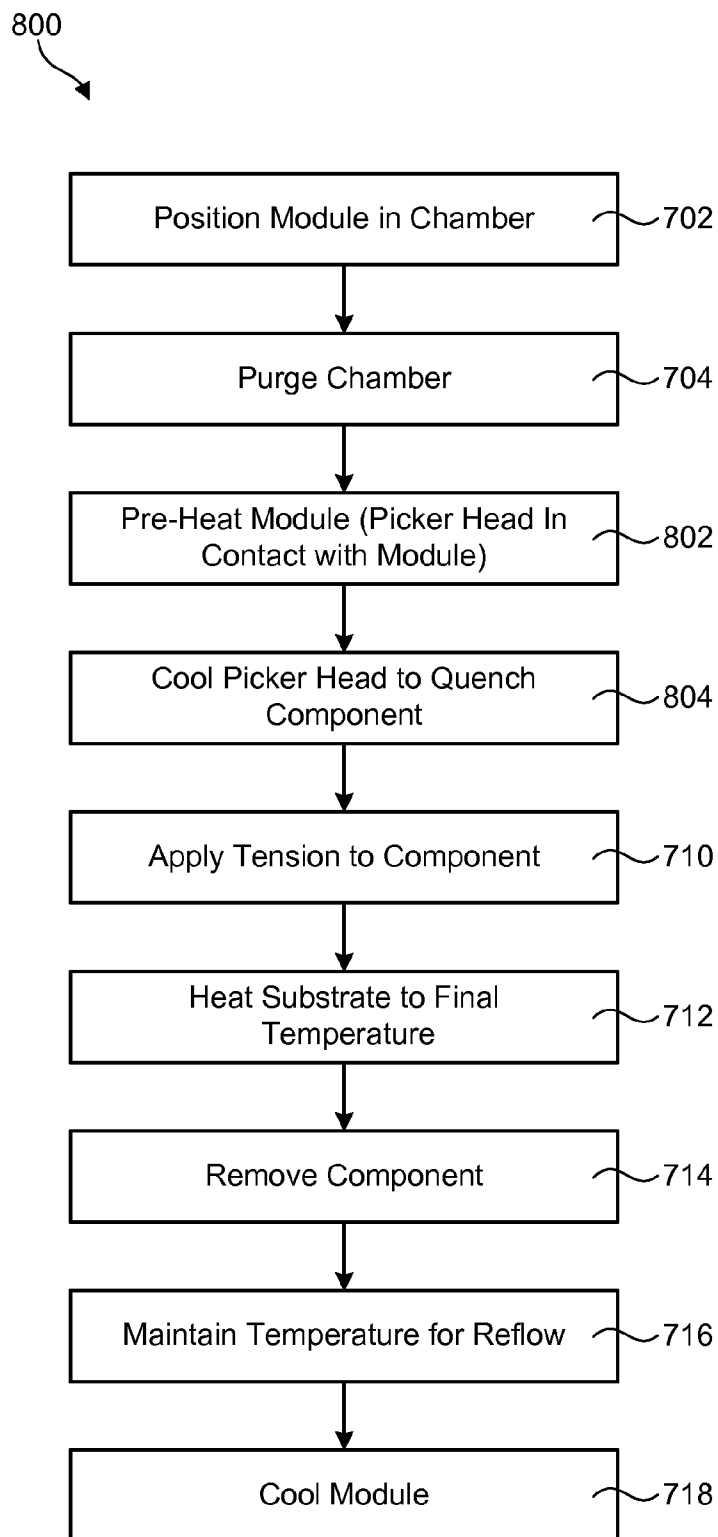 800
Position Module in Chamber
702
Purge Chamber
704
Pre-Heat Module (Picker Head In
Contact with Module)
802
Cool Picker Head to Quench
Component
804
Apply Tension to Component
710
Heat Substrate to Final
Temperature
712
Remove Component
714
Maintain Temperature for Reflow
716
Cool Module
718